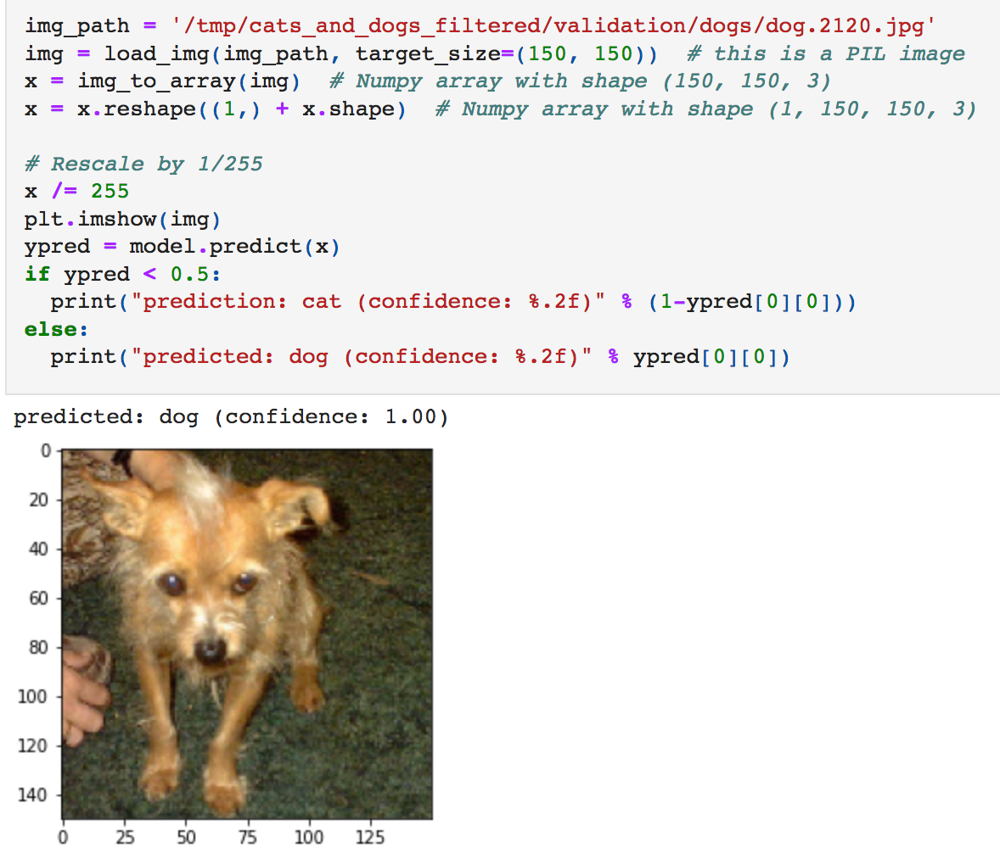 img_path = '/tmp/cats_and_dogs_filtered/validation/dogs/dog.2120.jpg'
img = load_img(img_path, target_size=(150, 150))  # this is a PIL image
x = img_to_array(img)  # Numpy array with shape (150, 150, 3)
x = x.reshape((1,) + x.shape)  # Numpy array with shape (1, 150, 150, 3)
# Rescale by 1/255
x /= 255
plt.imshow(img)
ypred = model.predict(x)
if ypred < 0.5:
  print("prediction: cat (confidence: %.2f)" % (1-ypred[0][0]))
else:
  print("predicted: dog (confidence: %.2f)" % ypred[0][0])
predicted: dog (confidence: 1.00)
0
20
40
60
80
100
120
140
0 25 50 75 100 125